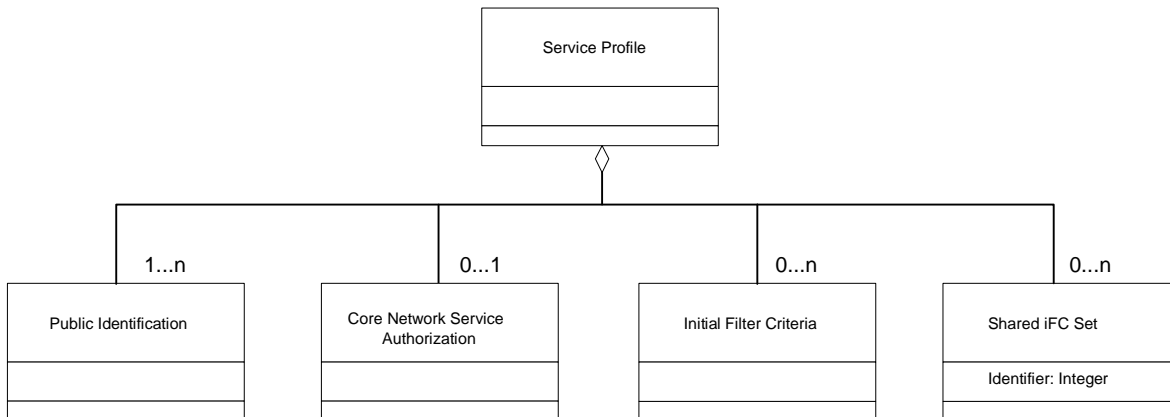 Service Profile
1...n
0...1
0...n
0...n
Public Identification
Core Network Service
Authorization
Initial Filter Criteria
Shared iFC Set
Identifier: Integer